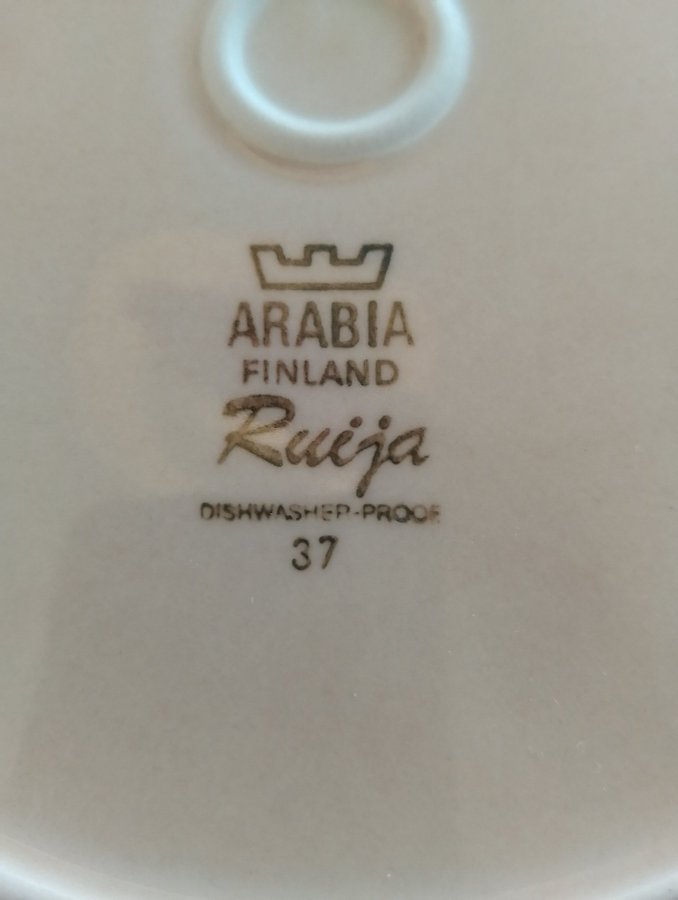 ARABIA
FINLAND
Ruija
DISHWASHER-PROOF
37